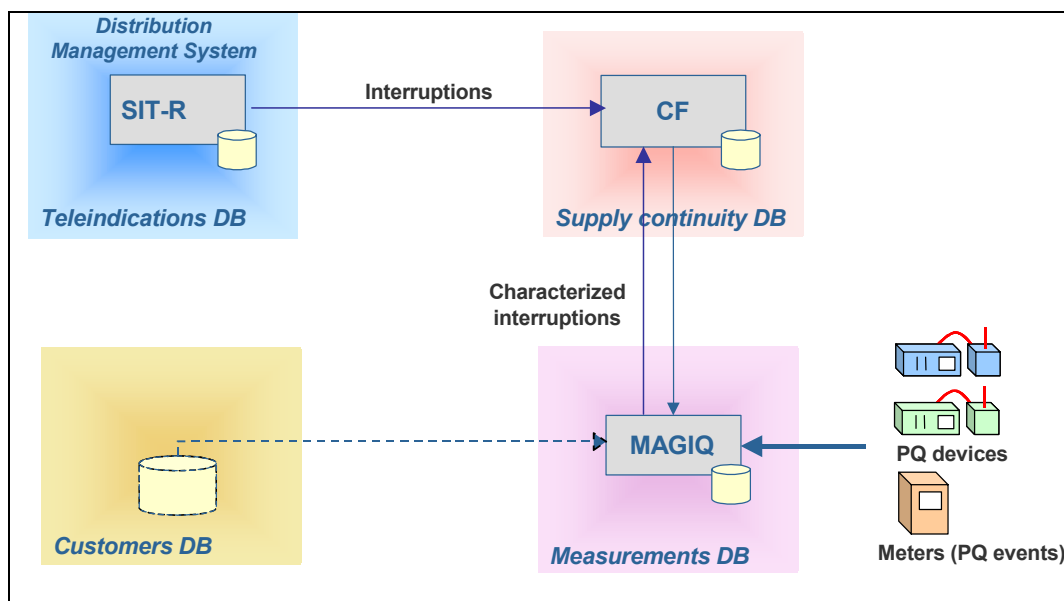 Distribution
Management System
SIT-R
Teleindications DB
Interruptions
CF
Supply continuity DB
Characterized
interruptions
Customers DB
MAGIQ
Measurements DB
PQ devices
Meters (PQ events)